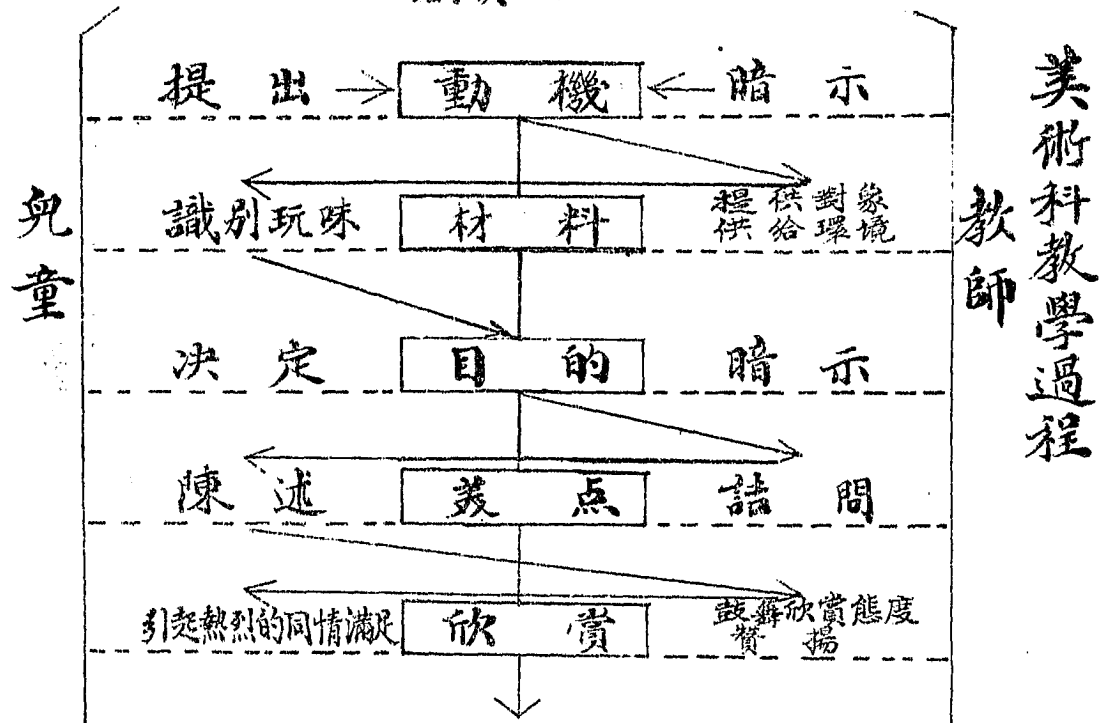 美術科教學過程
教師
兒童
提出 動機 暗示
識別玩味 材料 提供對象
供給環境
決定 目的 暗示
陳述 美点 詰問
引起熱烈的同情滿足 欣賞 鼓舞欣賞態度
贊揚